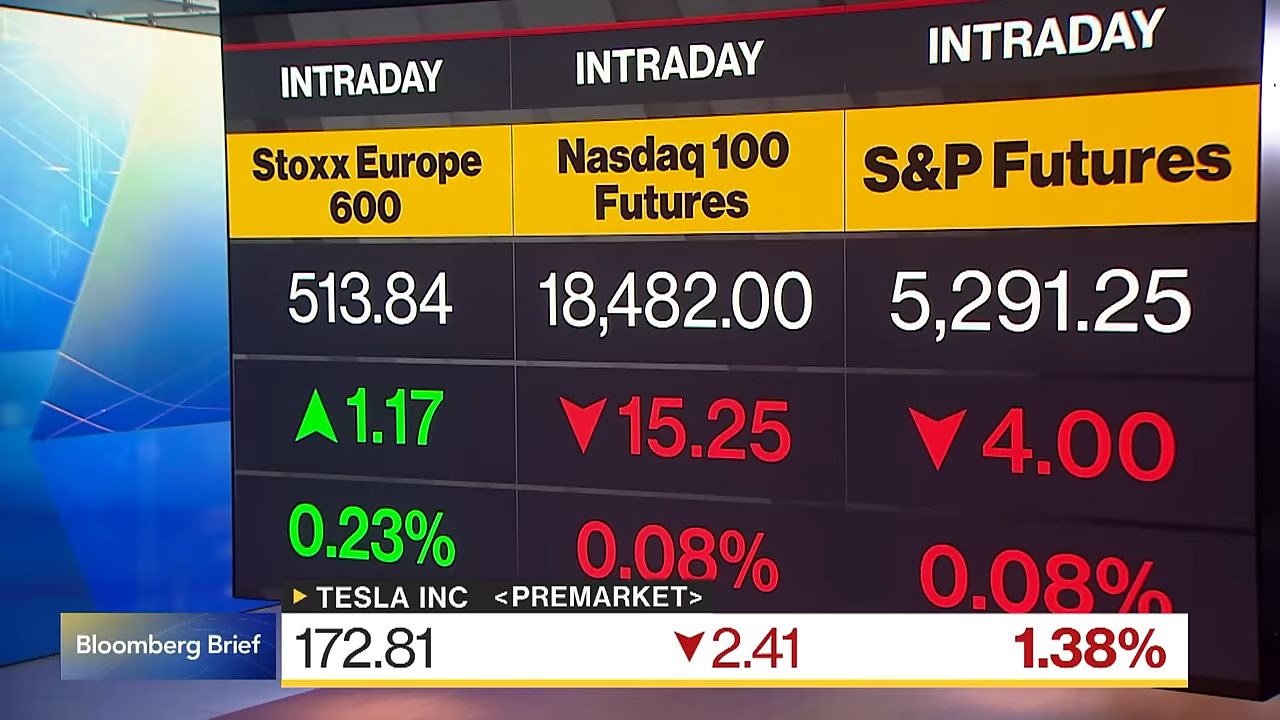 INTRADAY INTRADAY INTRADAY
Stoxx Europe 600
Nasdaq 100 Futures
S&P Futures
513.84 18,482.00 5,291.25
▲1.17 ▼15.25 ▼4.00
0.23% 0.08% 0.08%
TESLA INC <PREMARKET>
Bloomberg Brief
172.81 ▼2.41 1.38%